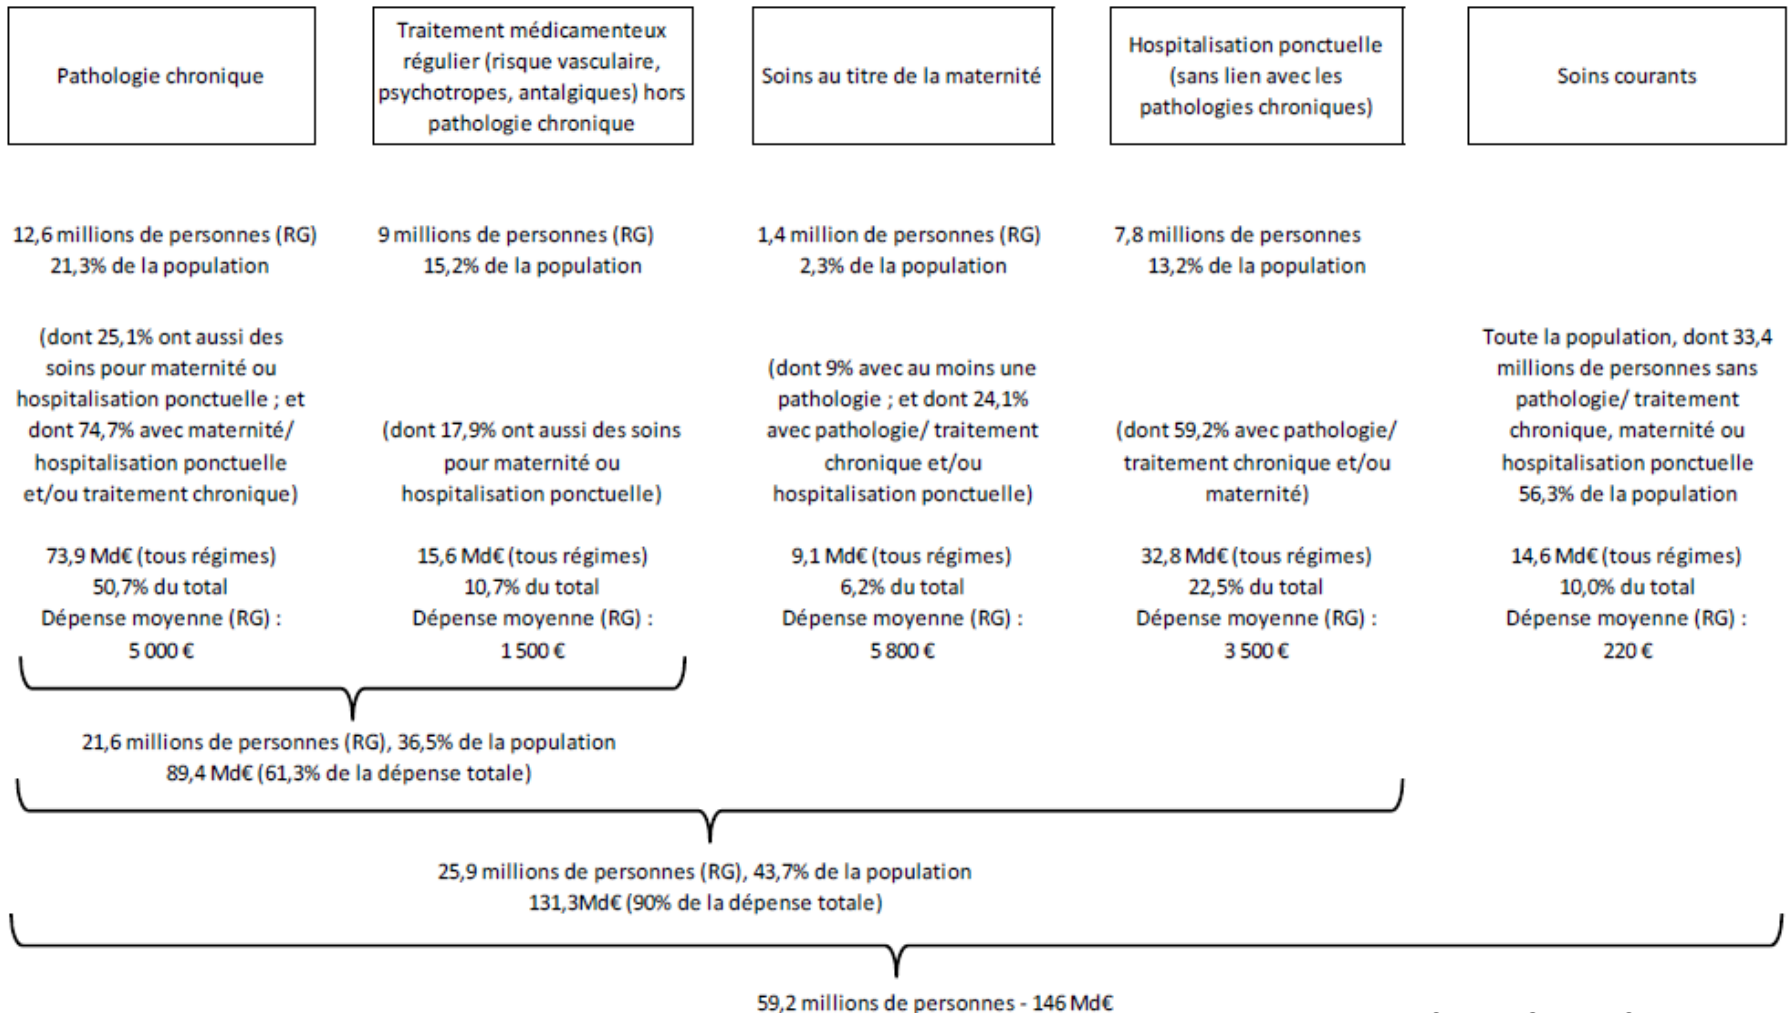 Pathologie chronique
Traitement médicamenteux
régulier (risque vasculaire,
psychotropes, antalgiques) hors
pathologie chronique
Soins au titre de la maternité
Hospitalisation ponctuelle
(sans lien avec les
pathologies chroniques)
Soins courants
12,6 millions de personnes (RG)
21,3% de la population
9 millions de personnes (RG)
15,2% de la population
1,4 million de personnes (RG)
2,3% de la population
7,8 millions de personnes
13,2% de la population
(dont 25,1% ont aussi des
soins pour maternité ou
hospitalisation ponctuelle ; et
dont 74,7% avec maternité/
hospitalisation ponctuelle
et/ou traitement chronique)
(dont 17,9% ont aussi des soins
pour maternité ou
hospitalisation ponctuelle)
(dont 9% avec au moins une
pathologie ; et dont 24,1%
avec pathologie/ traitement
chronique et/ou
hospitalisation ponctuelle)
(dont 59,2% avec pathologie/
traitement chronique et/ou
maternité)
Toute la population, dont 33,4
millions de personnes sans
pathologie/ traitement
chronique, maternité ou
hospitalisation ponctuelle
56,3% de la population
73,9 Md€ (tous régimes)
50,7% du total
Dépense moyenne (RG) :
5 000 €
15,6 Md€ (tous régimes)
10,7% du total
Dépense moyenne (RG) :
1 500 €
9,1 Md€ (tous régimes)
6,2% du total
Dépense moyenne (RG) :
5 800 €
32,8 Md€ (tous régimes)
22,5% du total
Dépense moyenne (RG) :
3 500 €
14,6 Md€ (tous régimes)
10,0% du total
Dépense moyenne (RG) :
220 €
21,6 millions de personnes (RG), 36,5% de la population
89,4 Md€ (61,3% de la dépense totale)
25,9 millions de personnes (RG), 43,7% de la population
131,3Md€ (90% de la dépense totale)
59,2 millions de personnes - 146 Md€